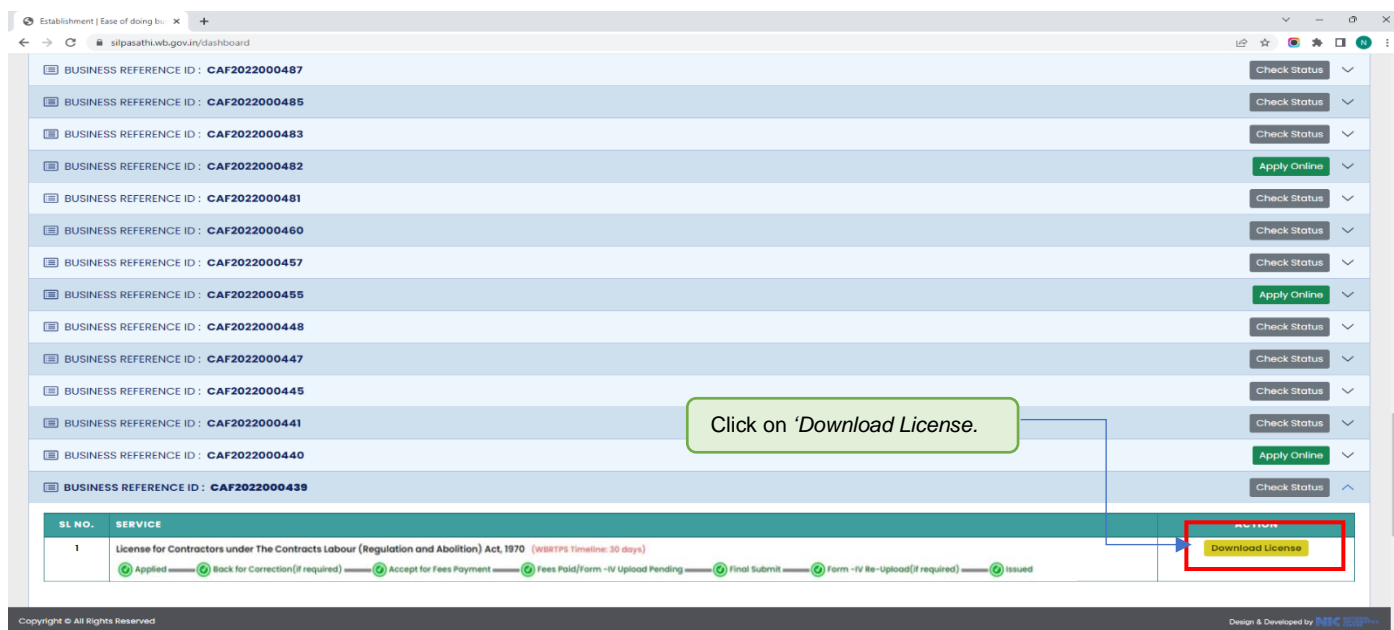 Establishment | Ease of doing bu
silpasathi.wb.gov.in/dashboard
N
BUSINESS REFERENCE ID : CAF2022000487 Check Status
BUSINESS REFERENCE ID : CAF2022000485 Check Status
BUSINESS REFERENCE ID : CAF2022000483 Check Status
BUSINESS REFERENCE ID : CAF2022000482 Apply Online
BUSINESS REFERENCE ID : CAF2022000481 Check Status
BUSINESS REFERENCE ID : CAF2022000460 Check Status
BUSINESS REFERENCE ID : CAF2022000457 Check Status
BUSINESS REFERENCE ID : CAF2022000455 Apply Online
BUSINESS REFERENCE ID : CAF2022000448 Check Status
BUSINESS REFERENCE ID : CAF2022000447 Check Status
BUSINESS REFERENCE ID : CAF2022000445 Check Status
BUSINESS REFERENCE ID : CAF2022000441 Check Status
Click on ‘Download License.
BUSINESS REFERENCE ID : CAF2022000440 Apply Online
BUSINESS REFERENCE ID : CAF2022000439 Check Status
SL NO. SERVICE ACTION
1 License for Contractors under The Contracts Labour (Regulation and Abolition) Act, 1970 (WBRTPS Timeline: 30 days) Download License
Applied Back for Correction(if required) Accept for Fees Payment Fees Paid/Form -IV Upload Pending Final Submit Form -IV Re-Upload(if required) Issued
Copyright © All Rights Reserved Design & Developed by NIC